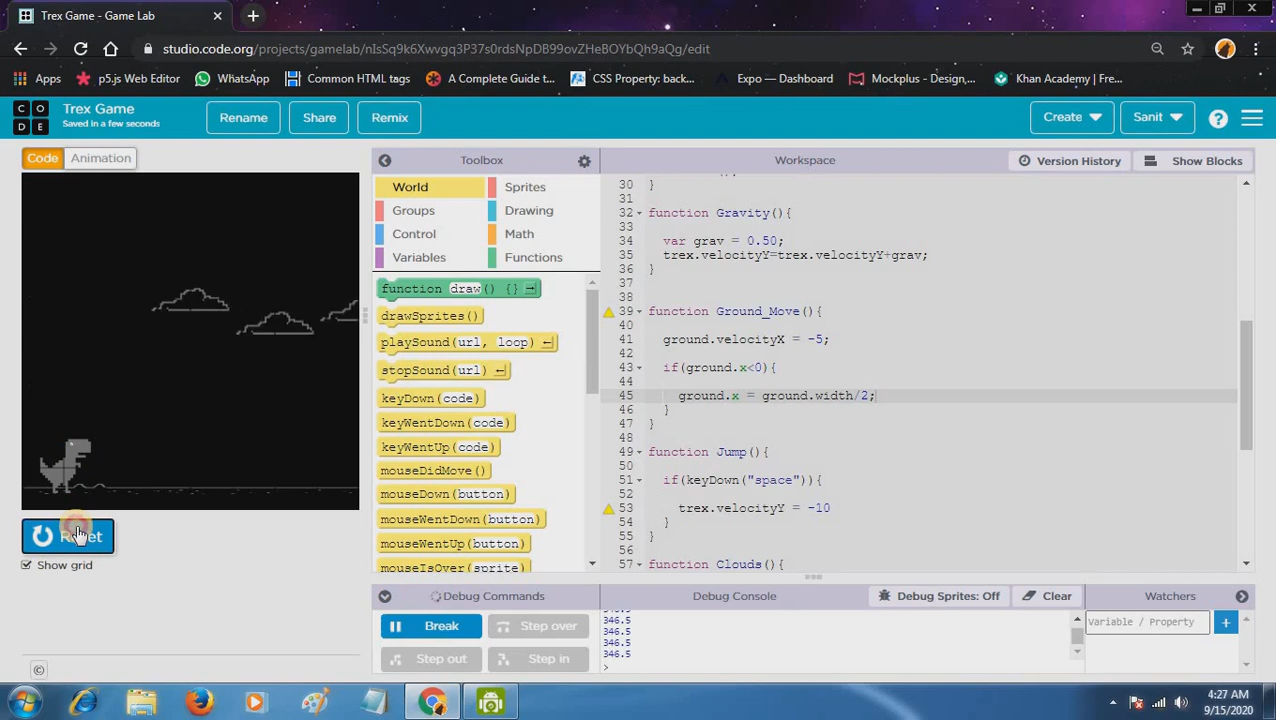 Trex Game - Game Lab
studio.code.org/projects/gamelab/nIsSq9k6Xwvgq3P37s0rdsNpDB99ovZHeBOYbQh9aQg/edit
Apps p5.js Web Editor WhatsApp Common HTML tags A Complete Guide t... CSS Property: back... Expo — Dashboard Mockplus - Design,... Khan Academy | Fre...
C O D E
Trex Game
Saved in a few seconds
Rename Share Remix Create Sanit ?
Code Animation Toolbox Workspace Version History Show Blocks
World Sprites
Groups Drawing
Control Math
Variables Functions
function draw() {}
drawSprites()
playSound(url, loop)
stopSound(url)
keyDown(code)
keyWentDown(code)
keyWentUp(code)
mouseDidMove()
mouseDown(button)
mouseWentDown(button)
mouseWentUp(button)
mouseIsOver(sprite)
30 }
31
32 function Gravity(){
33
34 var grav = 0.50;
35 trex.velocityY=trex.velocityY+grav;
36 }
37
38
39 function Ground_Move(){
40
41 ground.velocityX = -5;
42
43 if(ground.x<0){
44
45 ground.x = ground.width/2;
46 }
47 }
48
49 function Jump(){
50
51 if(keyDown("space")){
52
53 trex.velocityY = -10
54 }
55 }
56
57 function Clouds(){
Reset
Show grid
Debug Commands Debug Console Debug Sprites: Off Clear Watchers
Break Step over
Step out Step in
346.5
346.5
346.5
346.5
346.5
>
Variable / Property +
©
4:27 AM
9/15/2020